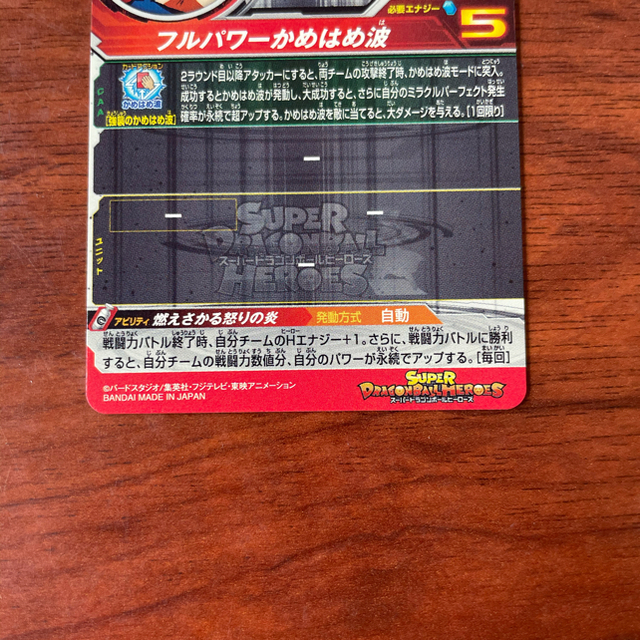 必要エナジー 5
フルパワーかめはめ波
カードアクション
かめはめ波
[強襲のかめはめ波]
CAA
2ラウンド目以降アタッカーにすると、両チームの攻撃終了時、かめはめ波モードに突入。
成功するとかめはめ波が発動し、大成功すると、さらに自分のミラクルパーフェクト発生
確率が永続で超アップする。かめはめ波を敵に当てると、大ダメージを与える。[1回限り]
ユニット
SUPER
DRAGONBALL
スーパードラゴンボールヒーローズ
HEROES
アビリティ 燃えさかる怒りの炎 発動方式 自動
戦闘力バトル終了時、自分チームのHエナジー+1。さらに、戦闘力バトルに勝利
すると、自分チームの戦闘力数値分、自分のパワーが永続でアップする。[毎回]
©バードスタジオ/集英社・フジテレビ・東映アニメーション
BANDAI MADE IN JAPAN
SUPER
DRAGONBALL HEROES
スーパードラゴンボールヒーローズ